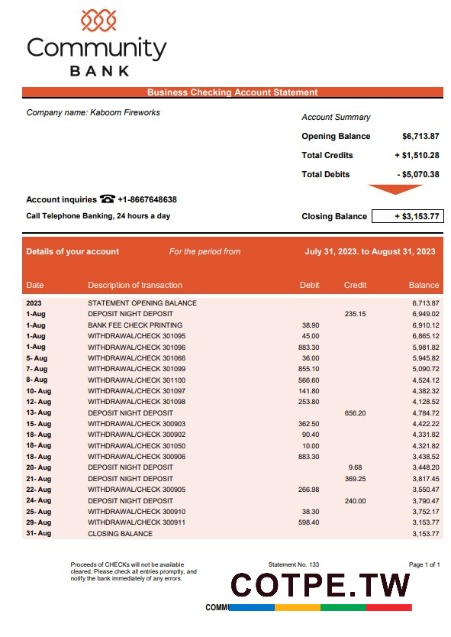 Community
BANK
Business Checking Account Statement
Company name: Kaboom Fireworks
Account Summary
Opening Balance $6,713.87
Total Credits + $1,510.28
Total Debits - $5,070.38
Account inquiries ☎ +1-8667648638
Call Telephone Banking, 24 hours a day
Closing Balance + $3,153.77
Details of your account For the period from July 31, 2023. to August 31, 2023
Date Description of transaction Debit Credit Balance
2023 STATEMENT OPENING BALANCE 6,713.87
1-Aug DEPOSIT NIGHT DEPOSIT 235.15 6,949.02
1-Aug BANK FEE CHECK PRINTING 38.90 6,910.12
1-Aug WITHDRAWAL/CHECK 301095 45.00 6,865.12
1-Aug WITHDRAWAL/CHECK 301096 883.30 5,981.82
5- Aug WITHDRAWAL/CHECK 301066 36.00 5,945.82
7- Aug WITHDRAWAL/CHECK 301099 855.10 5,090.72
8- Aug WITHDRAWAL/CHECK 301100 566.60 4,524.12
10- Aug WITHDRAWAL/CHECK 301097 141.80 4,382.32
12- Aug WITHDRAWAL/CHECK 301098 253.80 4,128.52
13- Aug DEPOSIT NIGHT DEPOSIT 656.20 4,784.72
15- Aug WITHDRAWAL/CHECK 300903 362.50 4,422.22
18- Aug WITHDRAWAL/CHECK 300902 90.40 4,331.82
18- Aug WITHDRAWAL/CHECK 301050 10.00 4,321.82
18- Aug WITHDRAWAL/CHECK 300906 883.30 3,438.52
20- Aug DEPOSIT NIGHT DEPOSIT 9.68 3,448.20
21- Aug DEPOSIT NIGHT DEPOSIT 369.25 3,817.45
22- Aug WITHDRAWAL/CHECK 300905 266.98 3,550.47
24- Aug DEPOSIT NIGHT DEPOSIT 240.00 3,790.47
25- Aug WITHDRAWAL/CHECK 300910 38.30 3,752.17
29- Aug WITHDRAWAL/CHECK 300911 598.40 3,153.77
31- Aug CLOSING BALANCE 3,153.77
Proceeds of CHECKs will not be available
cleared. Please check all entries promptly, and
notify the bank immediately of any errors.
Statement No. 133
Page 1 of 1
COTPE.TW